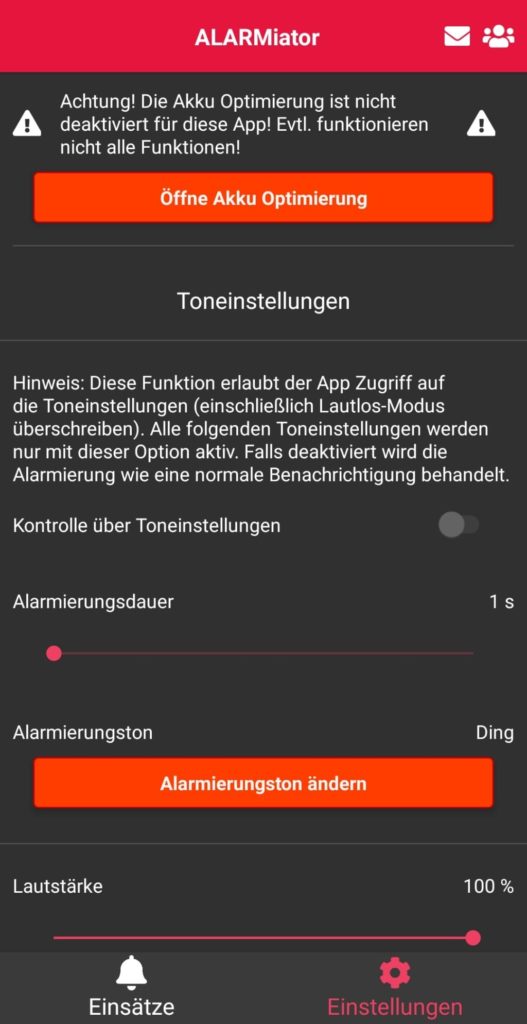 ALARMiator
Achtung! Die Akku Optimierung ist nicht
deaktiviert für diese App! Evtl. funktionieren
nicht alle Funktionen!
Öffne Akku Optimierung
Toneinstellungen
Hinweis: Diese Funktion erlaubt der App Zugriff auf
die Toneinstellungen (einschließlich Lautlos-Modus
überschreiben). Alle folgenden Toneinstellungen werden
nur mit dieser Option aktiv. Falls deaktiviert wird die
Alarmierung wie eine normale Benachrichtigung behandelt.
Kontrolle über Toneinstellungen
Alarmierungsdauer 1 s
Alarmierungston Ding
Alarmierungston ändern
Lautstärke 100 %
Einsätze Einstellungen